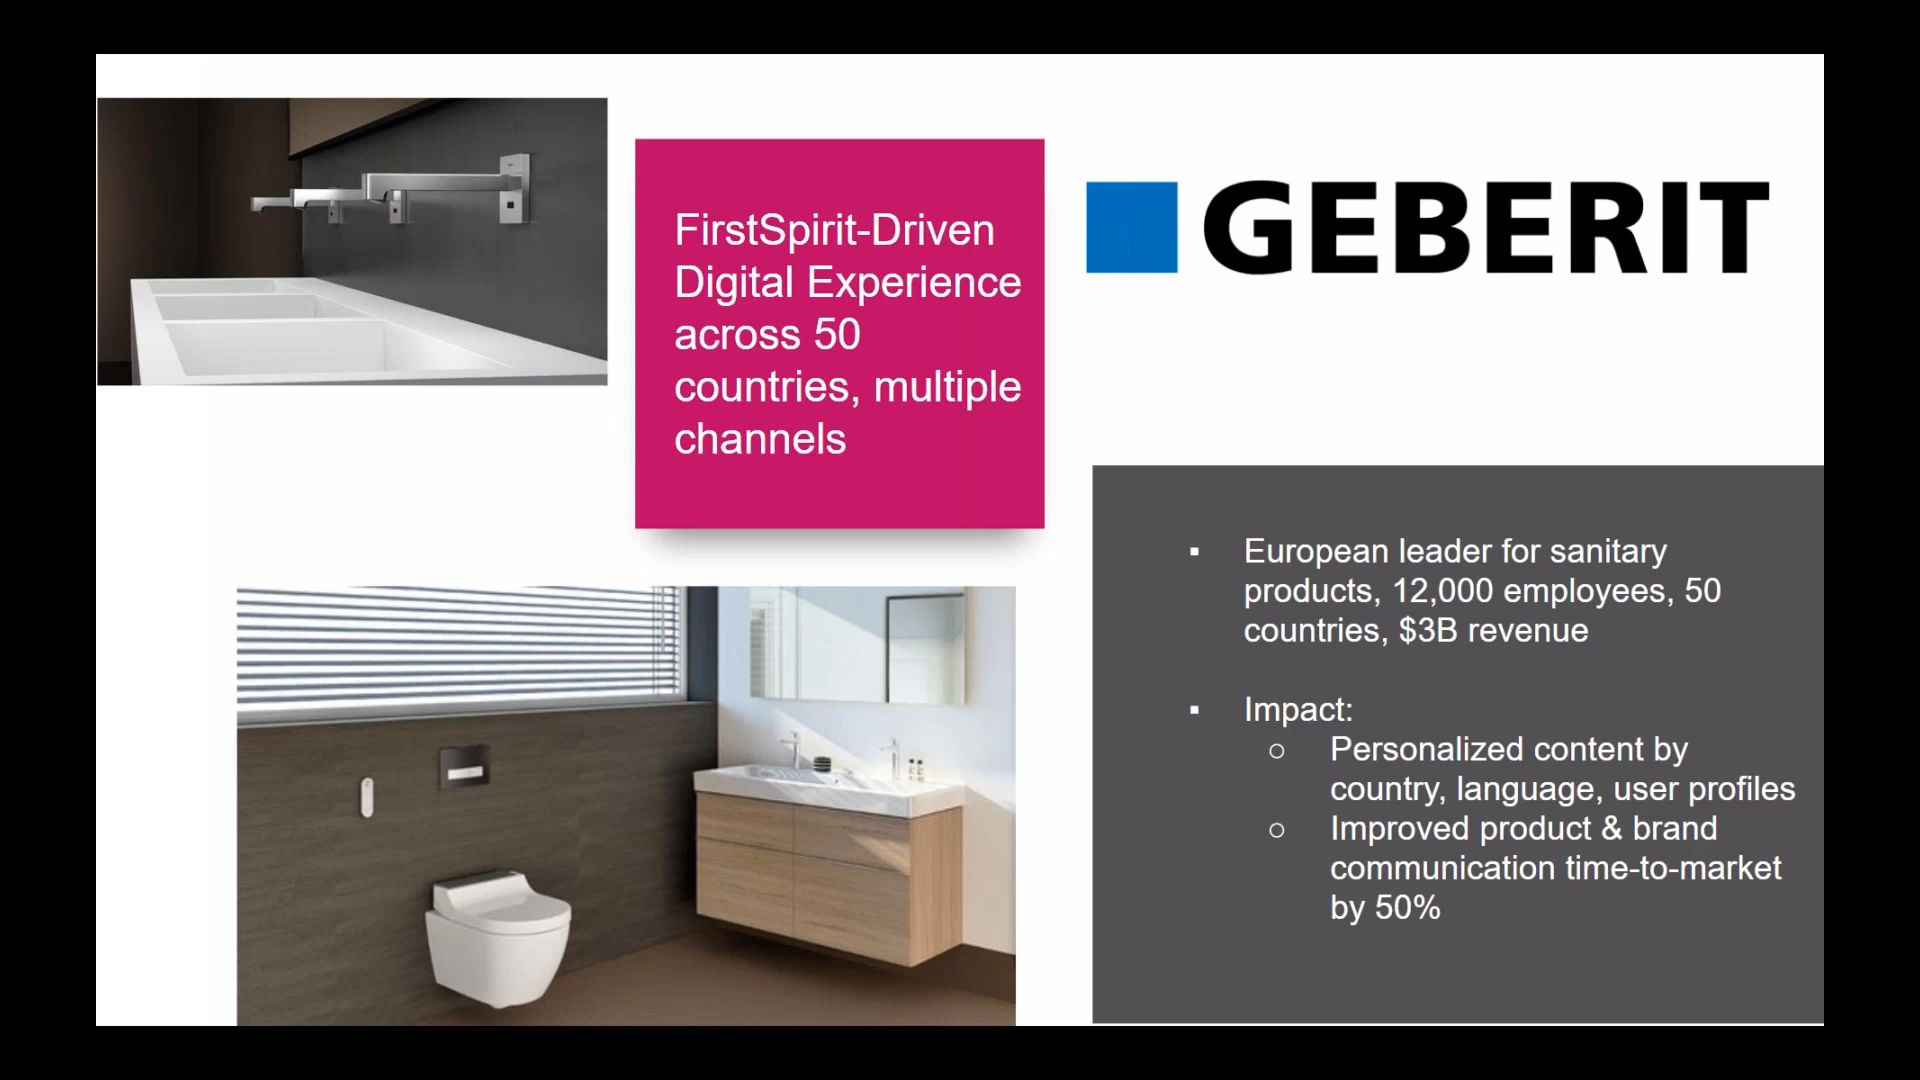 FirstSpirit-Driven
Digital Experience
across 50
countries, multiple
channels
GEBERIT
▪ European leader for sanitary
products, 12,000 employees, 50
countries, $3B revenue
▪ Impact:
○ Personalized content by
country, language, user profiles
○ Improved product & brand
communication time-to-market
by 50%